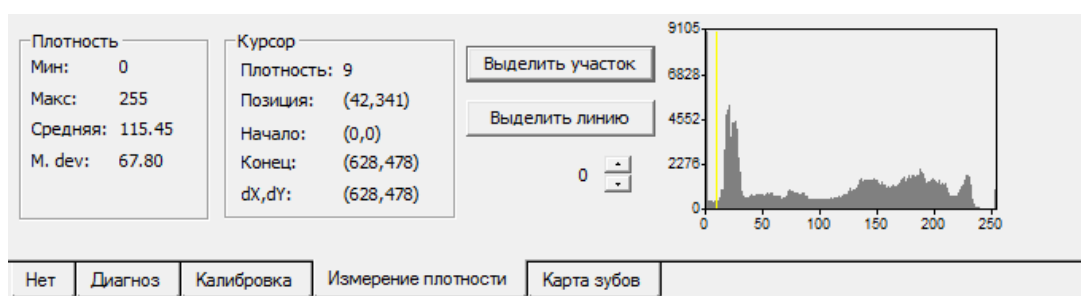 Плотность
Мин: 0
Макс: 255
Средняя: 115.45
M. dev: 67.80
Курсор
Плотность: 9
Позиция: (42,341)
Начало: (0,0)
Конец: (628,478)
dX,dY: (628,478)
Выделить участок
Выделить линию
0
9105
6828
4552
2276
0
0 50 100 150 200 250
Нет Диагноз Калибровка Измерение плотности Карта зубов